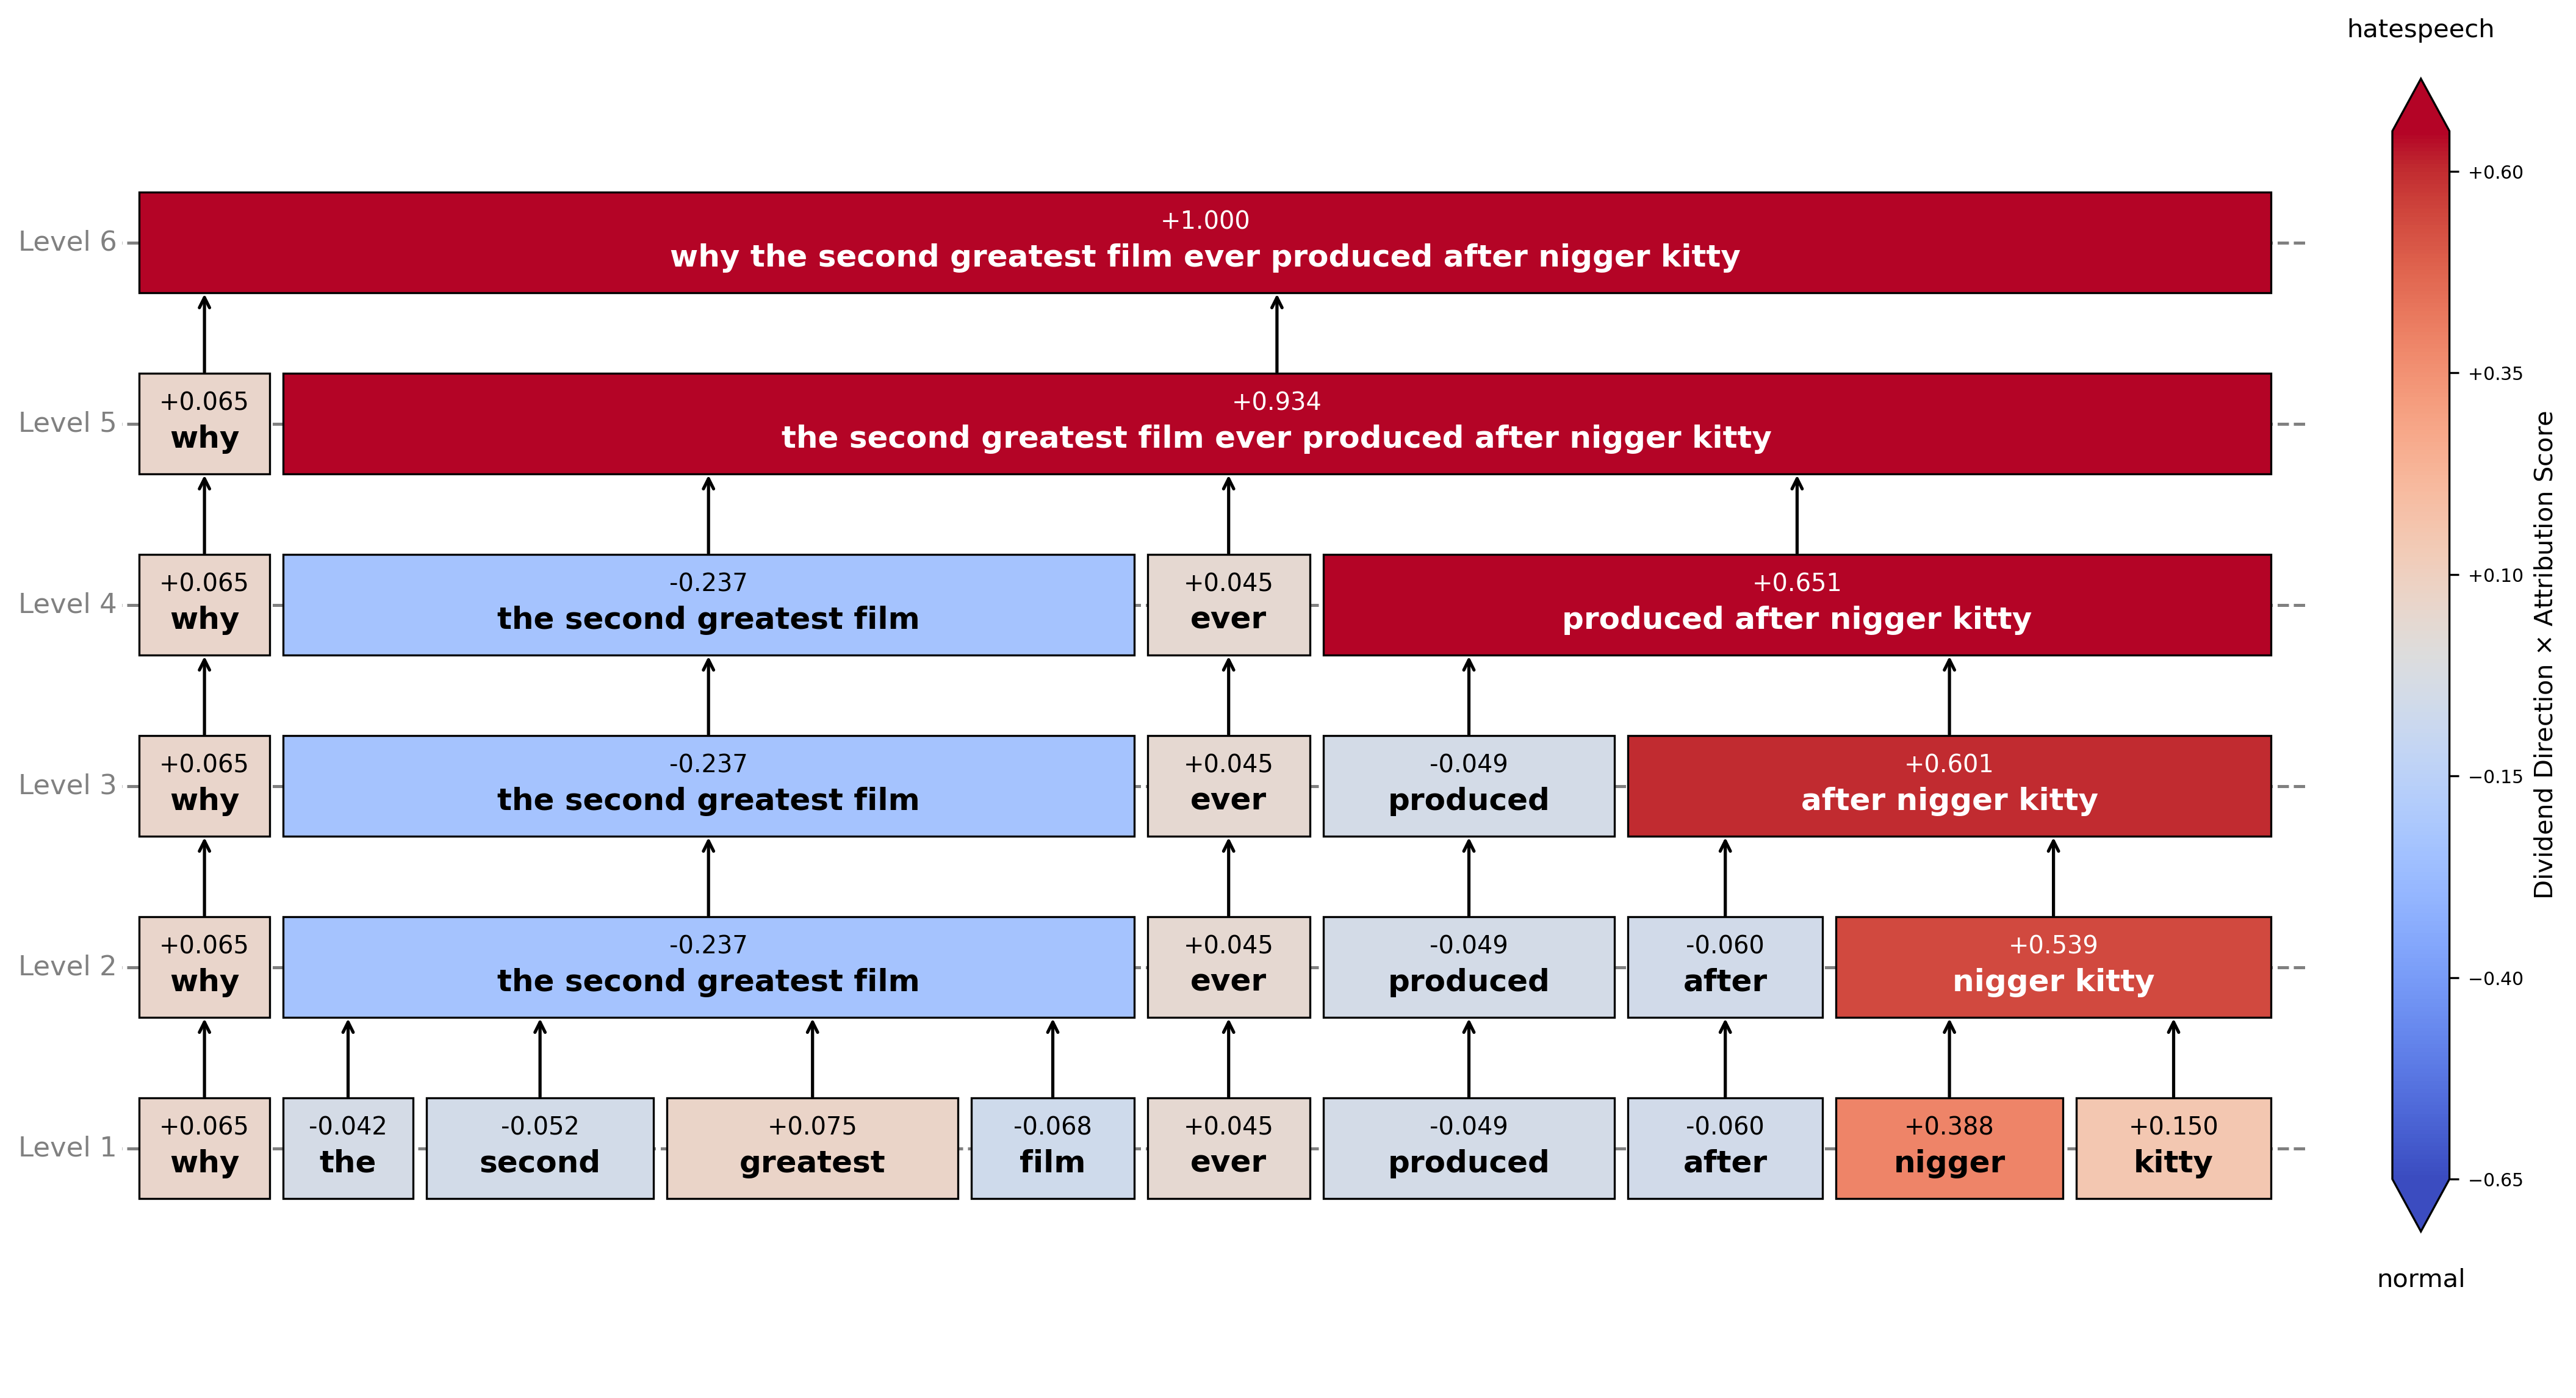 hatespeech
Level 6
+1.000
why the second greatest film ever produced after nigger kitty
Level 5
+0.065
why
+0.934
the second greatest film ever produced after nigger kitty
Level 4
+0.065
why
-0.237
the second greatest film
+0.045
ever
+0.651
produced after nigger kitty
Level 3
+0.065
why
-0.237
the second greatest film
+0.045
ever
-0.049
produced
+0.601
after nigger kitty
Level 2
+0.065
why
-0.237
the second greatest film
+0.045
ever
-0.049
produced
-0.060
after
+0.539
nigger kitty
Level 1
+0.065
why
-0.042
the
-0.052
second
+0.075
greatest
-0.068
film
+0.045
ever
-0.049
produced
-0.060
after
+0.388
nigger
+0.150
kitty
+0.60
+0.35
+0.10
−0.15
−0.40
−0.65
Dividend Direction × Attribution Score
normal